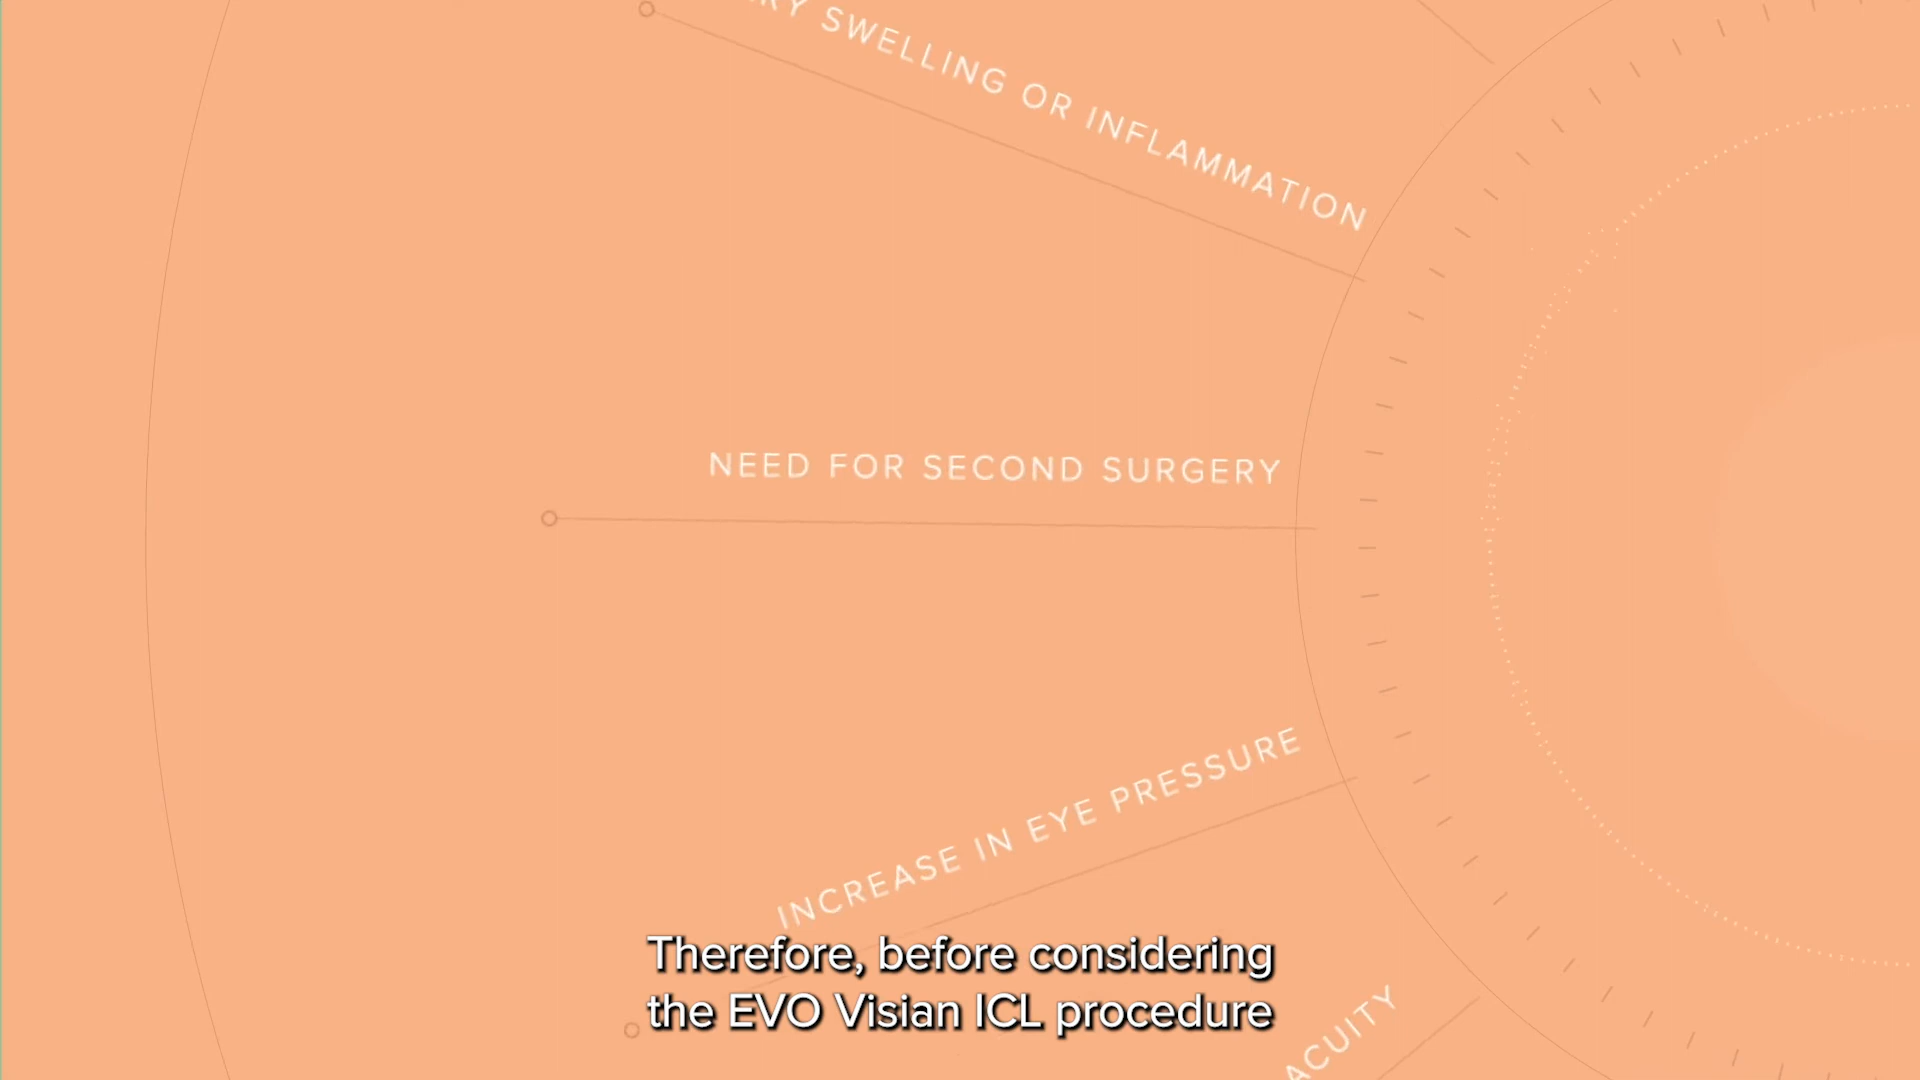 SWELLING OR INFLAMMATION
NEED FOR SECOND SURGERY
INCREASE IN EYE PRESSURE
ACUITY
Therefore, before considering
the EVO Visian ICL procedure